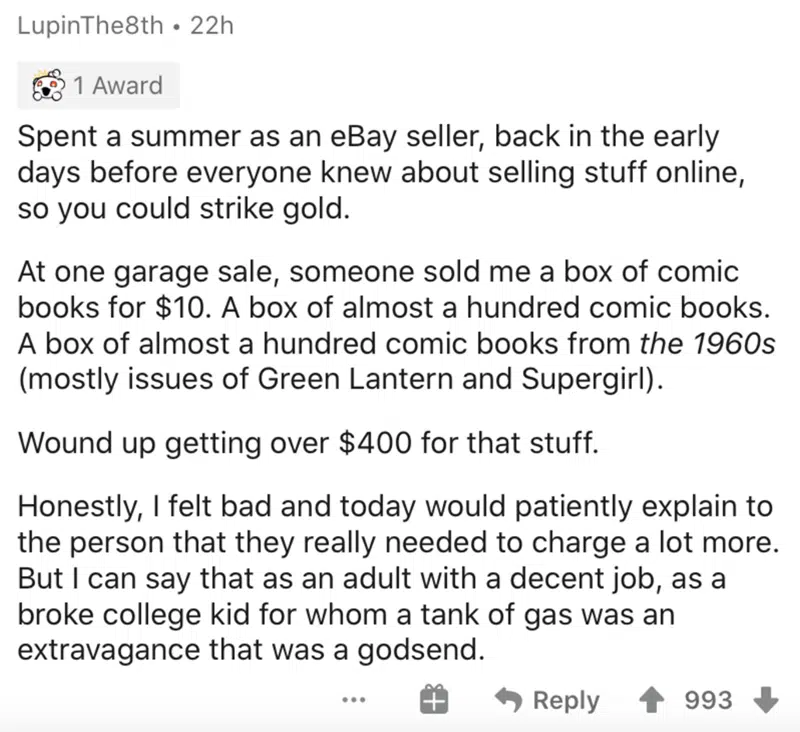 LupinThe8th • 22h
1 Award
Spent a summer as an eBay seller, back in the early
days before everyone knew about selling stuff online,
so you could strike gold.
At one garage sale, someone sold me a box of comic
books for $10. A box of almost a hundred comic books.
A box of almost a hundred comic books from the 1960s
(mostly issues of Green Lantern and Supergirl).
Wound up getting over $400 for that stuff.
Honestly, I felt bad and today would patiently explain to
the person that they really needed to charge a lot more.
But I can say that as an adult with a decent job, as a
broke college kid for whom a tank of gas was an
extravagance that was a godsend.
... Reply 993